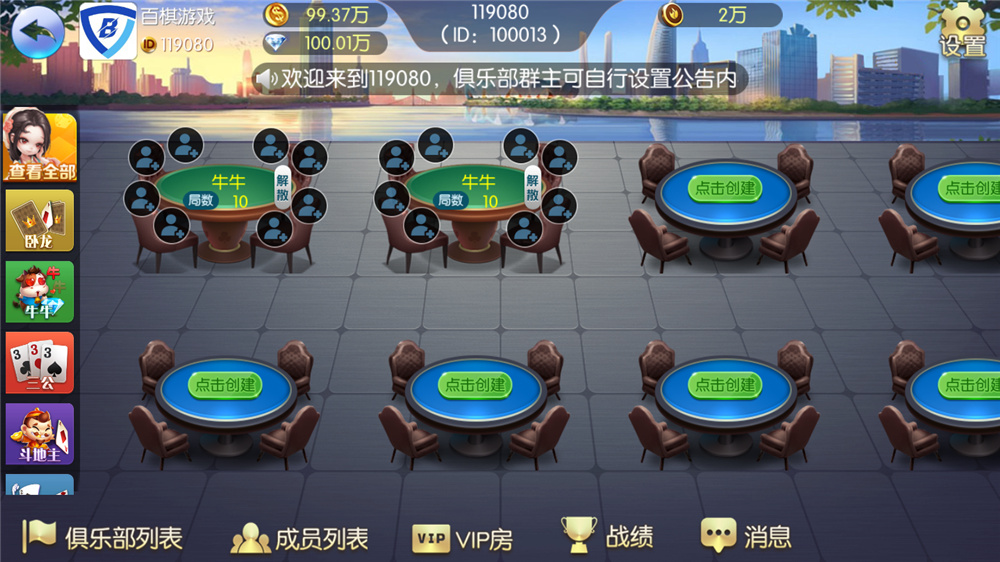 百棋游戏
ID 119080
99.37万
100.01万
119080
（ID：100013）
2万
设置
欢迎来到119080，俱乐部群主可自行设置公告内
查看全部
卧龙
牛牛
三公
斗地主
牛牛
局数 10
解散
牛牛
局数 10
解散
点击创建
点击创建
点击创建
点击创建
点击创建
点击创建
俱乐部列表
成员列表
VIP VIP房
战绩
消息